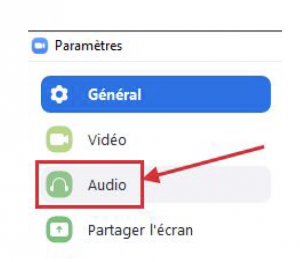 Paramètres
Général
Vidéo
Audio
Partager l'écran